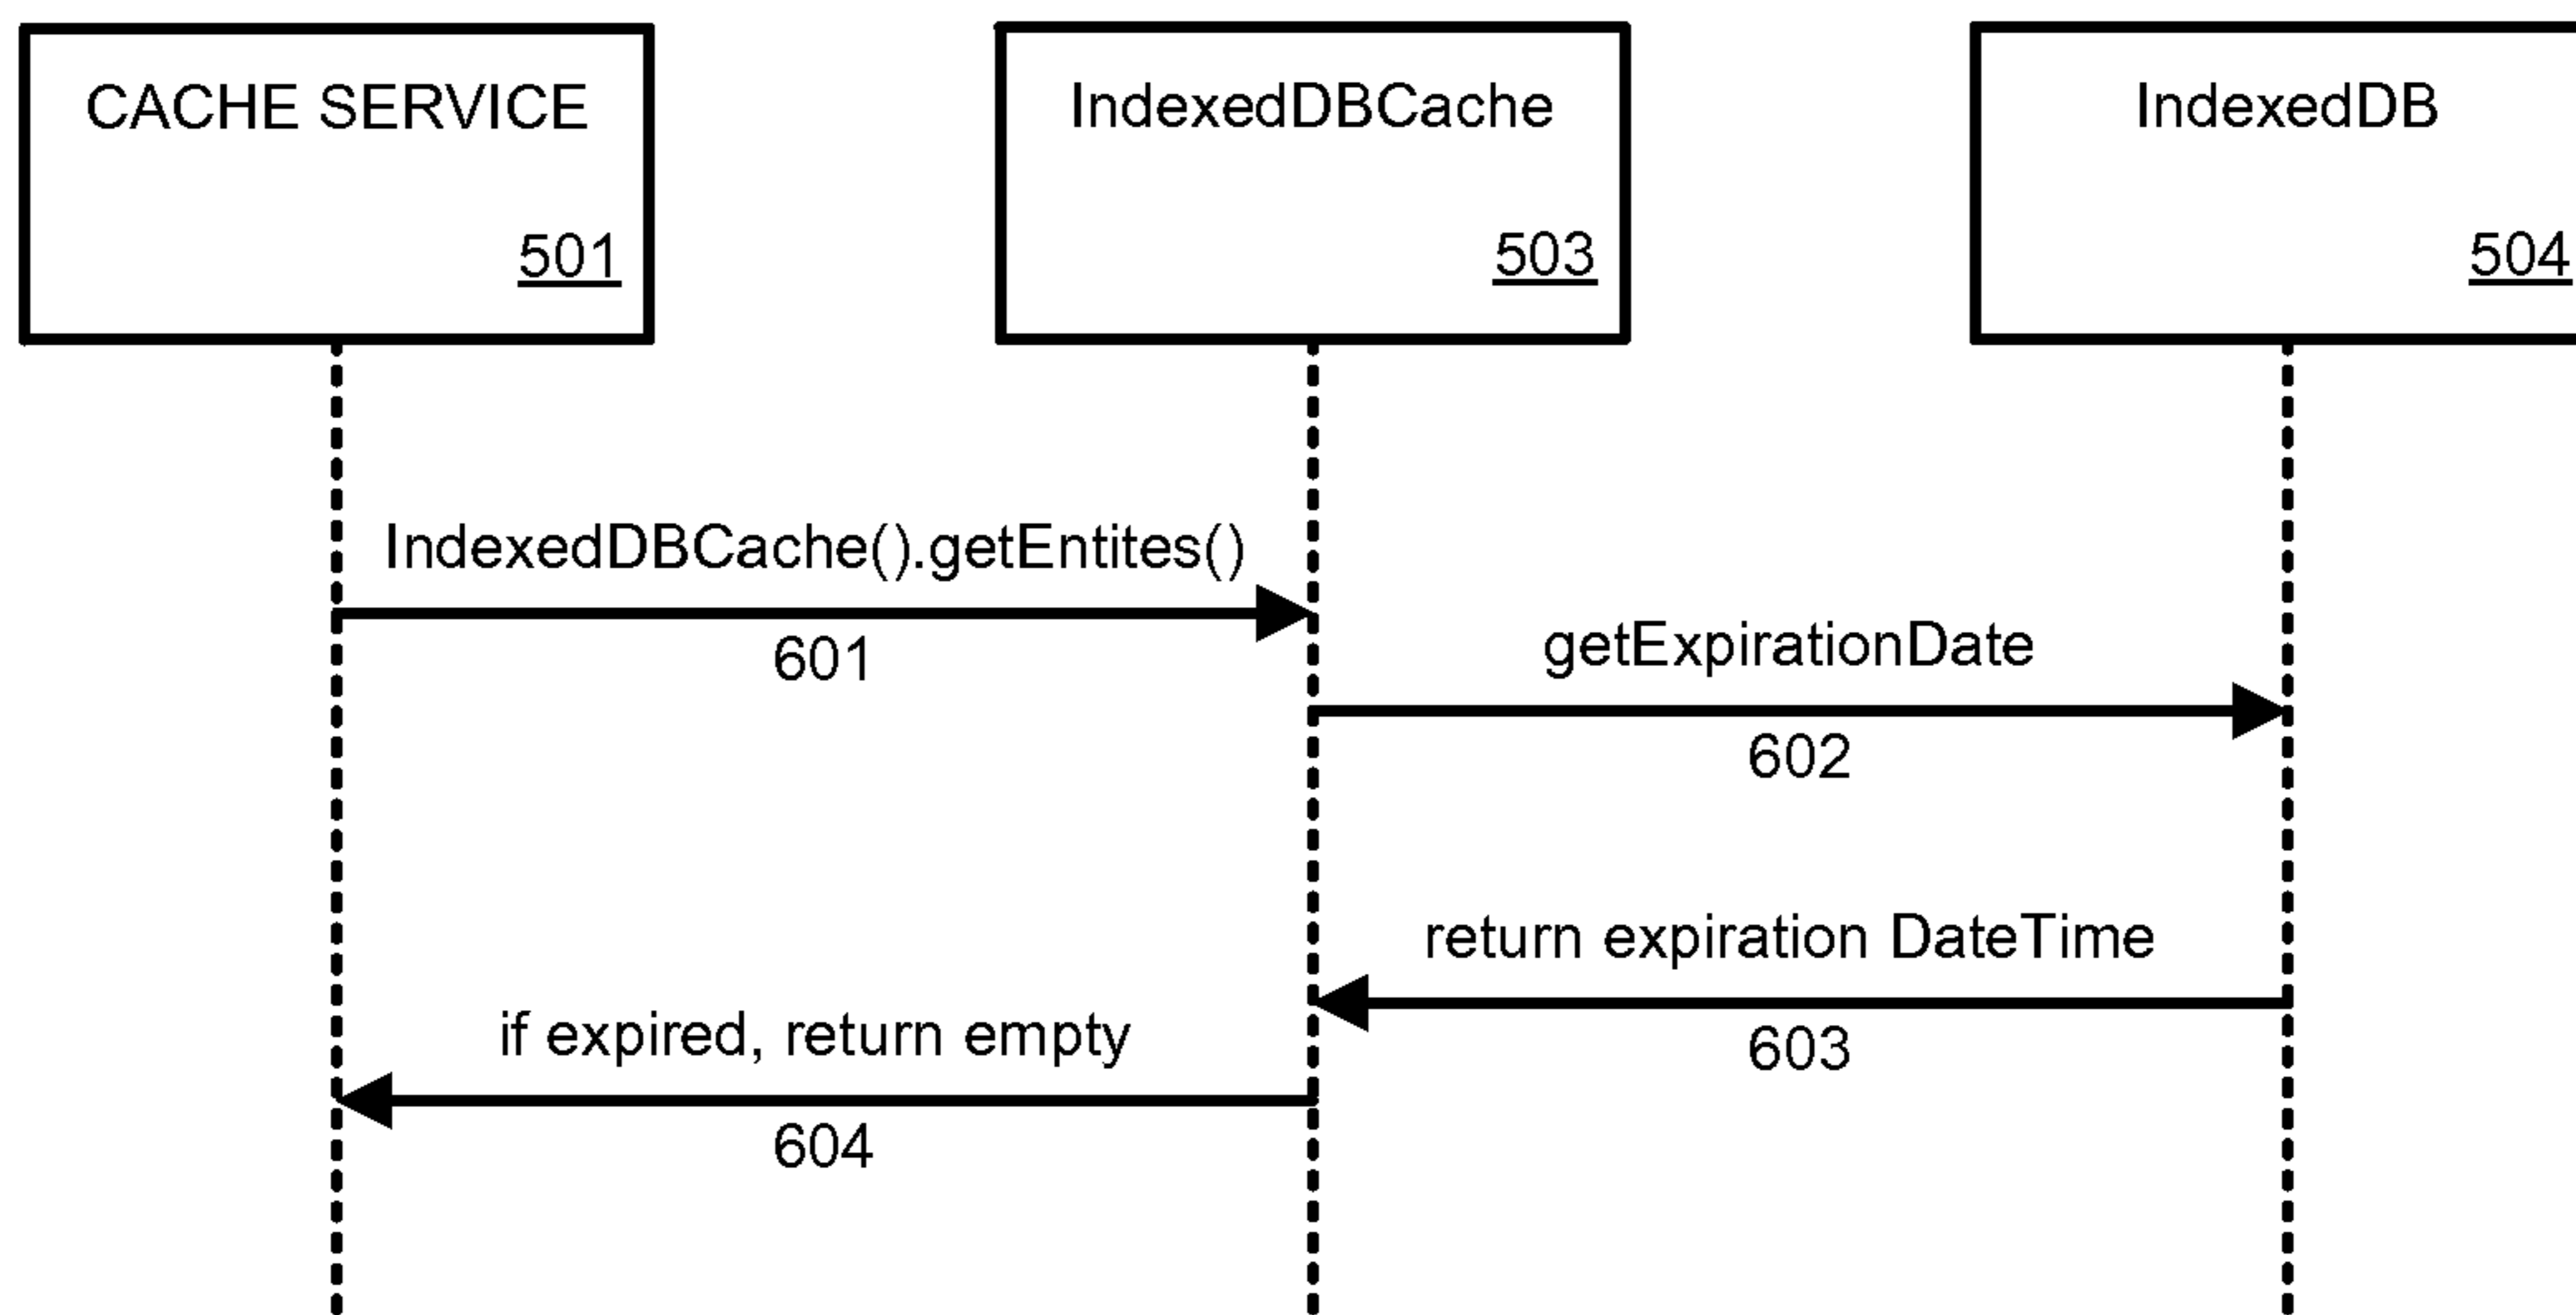 CACHE SERVICE
501
IndexedDBCache
503
IndexedDB
504
IndexedDBCache().getEntites()
601
getExpirationDate
602
return expiration DateTime
603
if expired, return empty
604